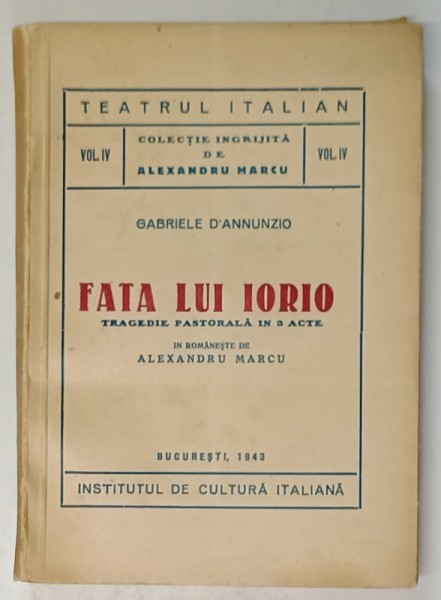 TEATRUL ITALIAN
VOL. IV
COLECȚIE INGRIJITĂ
DE
ALEXANDRU MARCU
VOL. IV
GABRIELE D'ANNUNZIO
FATA LUI IORIO
TRAGEDIE PASTORALĂ IN 3 ACTE
IN ROMÂNEȘTE DE
ALEXANDRU MARCU
BUCUREȘTI, 1943
INSTITUTUL DE CULTURĂ ITALIANĂ